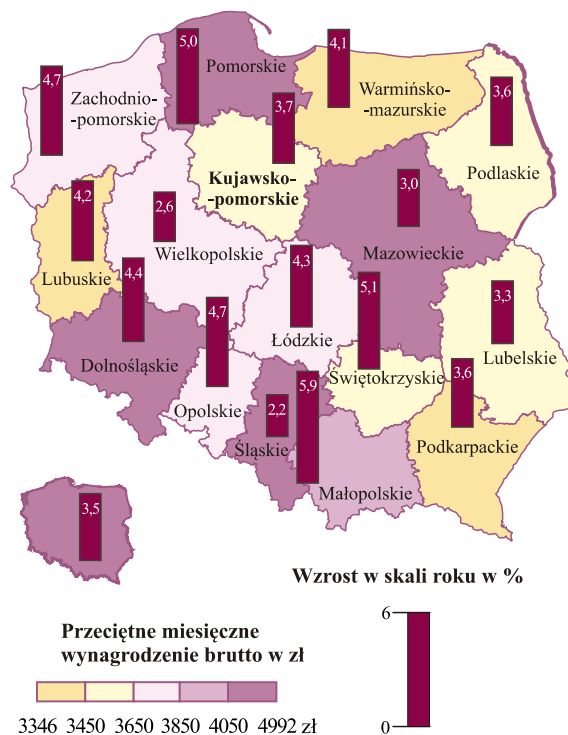 5,0
4,1
4,7
Pomorskie
3,7
3,6
Zachodnio-
-pomorskie
Warmińsko-
-mazurskie
Kujawsko-
-pomorskie
Podlaskie
4,2
2,6
3,0
Wielkopolskie
Mazowieckie
Lubuskie
4,4
4,3
5,1
3,3
4,7
Łódzkie
Dolnośląskie
Lubelskie
Opolskie
5,9
Świętokrzyskie
3,6
2,2
Śląskie
Podkarpackie
Małopolskie
3,5
Wzrost w skali roku w %
6
0
Przeciętne miesięczne
wynagrodzenie brutto w zł
3346 3450 3650 3850 4050 4992 zł